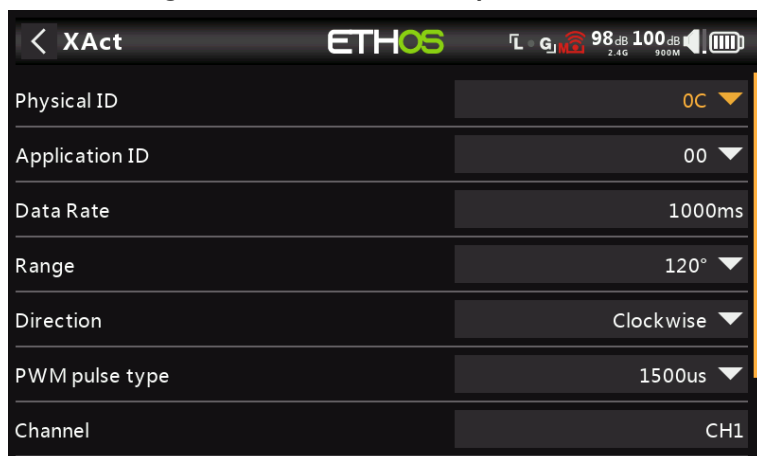 XAct ETHOS L G M 98dB 2.4G 100dB 900M
Physical ID 0C
Application ID 00
Data Rate 1000ms
Range 120°
Direction Clockwise
PWM pulse type 1500us
Channel CH1